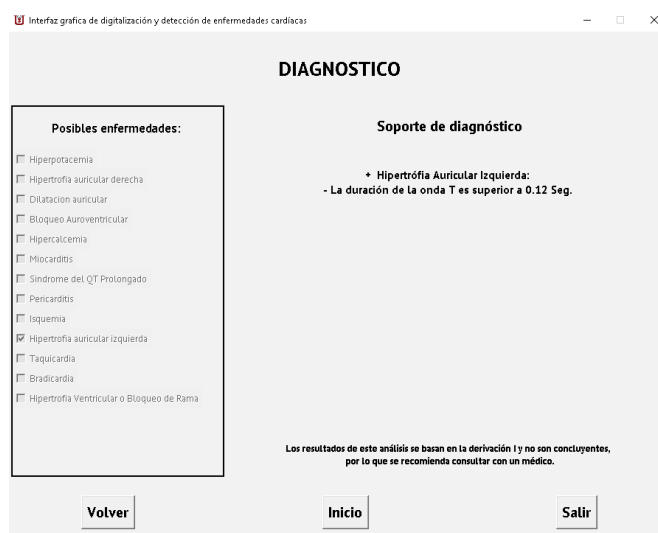 Interfaz grafica de digitalización y detección de enfermedades cardíacas
DIAGNOSTICO
Posibles enfermedades:
Hiperpotacemia
Hipertrofia auricular derecha
Dilatacion auricular
Bloqueo Auroventricular
Hipercalcemia
Miocarditis
Sindrome del QT Prolongado
Pericarditis
Isquemia
Hipertrofia auricular izquierda
Taquicardia
Bradicardia
Hipertrofia Ventricular o Bloqueo de Rama
Soporte de diagnóstico
+ Hipertrófia Auricular Izquierda:
- La duración de la onda T es superior a 0.12 Seg.
Los resultados de este análisis se basan en la derivación I y no son concluyentes,
por lo que se recomienda consultar con un médico.
Volver
Inicio
Salir